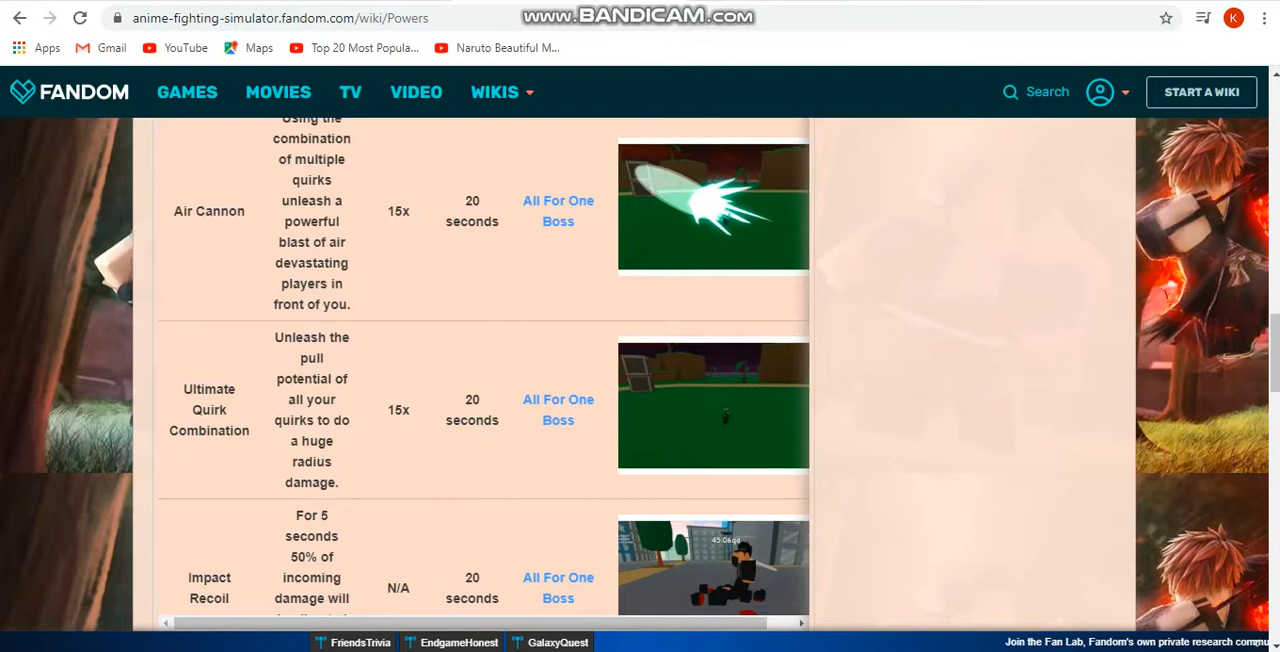 anime-fighting-simulator.fandom.com/wiki/Powers
www.BANDICAM.com
K
Apps
Gmail
YouTube
Maps
Top 20 Most Popula...
Naruto Beautiful M...
FANDOM
GAMES
MOVIES
TV
VIDEO
WIKIS
Search
START A WIKI
Air Cannon
Using the
combination
of multiple
quirks
unleash a
powerful
blast of air
devastating
players in
front of you.
15x
20
seconds
All For One
Boss
Ultimate
Quirk
Combination
Unleash the
pull
potential of
all your
quirks to do
a huge
radius
damage.
15x
20
seconds
All For One
Boss
Impact
Recoil
For 5
seconds
50% of
incoming
damage will
N/A
20
seconds
All For One
Boss
45.06qd
FriendsTrivia
EndgameHonest
GalaxyQuest
Join the Fan Lab, Fandom's own private research